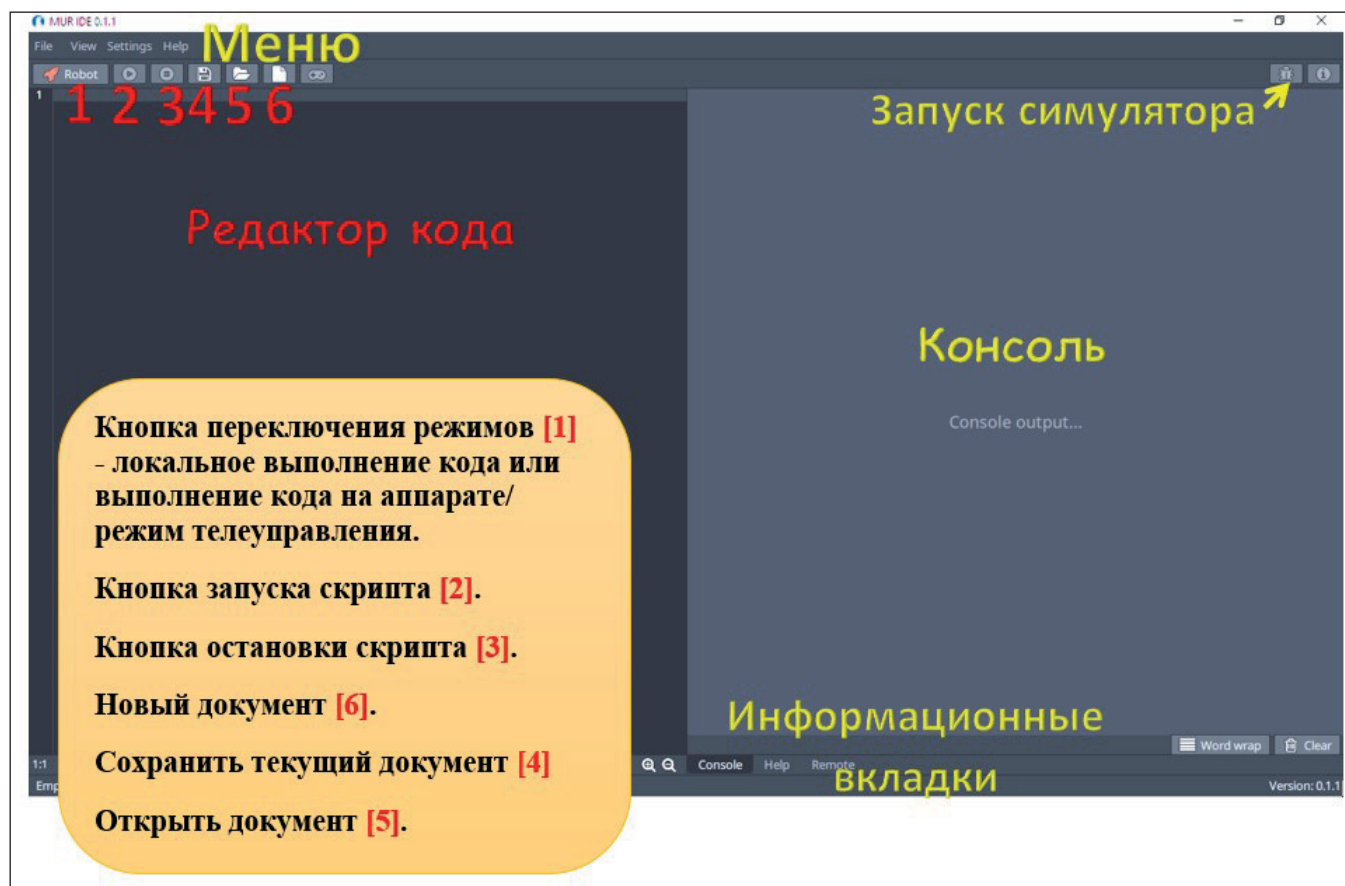 MUR IDE 0.1.1
File View Settings Help
Меню
Robot
1
1 2 3 4 5 6
Запуск симулятора
Редактор кода
Консоль
Console output...
Кнопка переключения режимов [1]
- локальное выполнение кода или
выполнение кода на аппарате/
режим телеуправления.
Кнопка запуска скрипта [2].
Кнопка остановки скрипта [3].
Новый документ [6].
Сохранить текущий документ [4]
Открыть документ [5].
Информационные
Word wrap Clear
1:1
Console Help Remote
вкладки
Version: 0.1.1